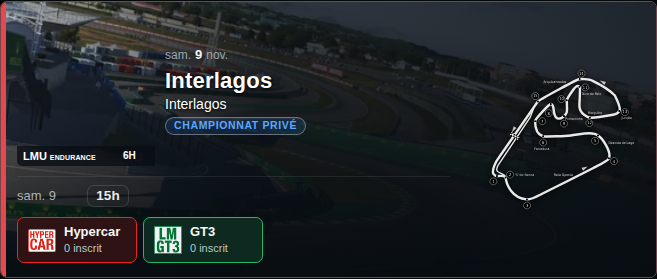 sam. 9 nov.
Interlagos
Interlagos
CHAMPIONNAT PRIVÉ
LMU ENDURANCE 6H
sam. 9 15h
HYPER CAR
Hypercar
0 inscrit
LM GT3
GT3
0 inscrit